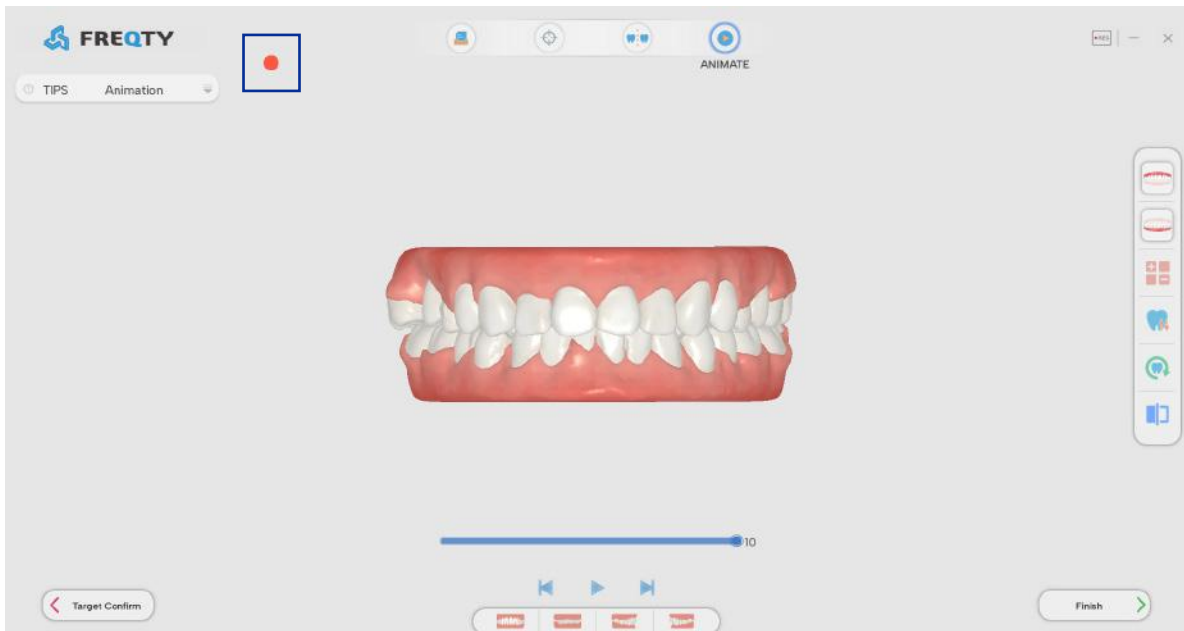 FREQTY
ANIMATE
TIPS Animation
10
Target Confirm
Finish